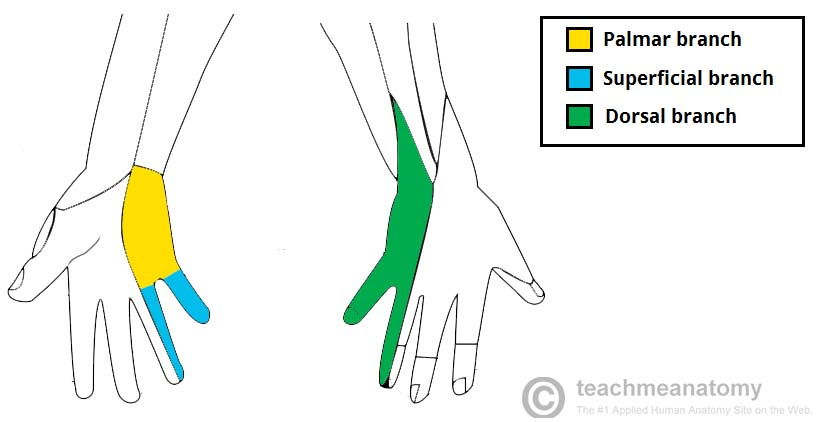 Palmar branch
Superficial branch
Dorsal branch
© teachmeanatomy
The #1 Applied Human Anatomy Site on the Web.